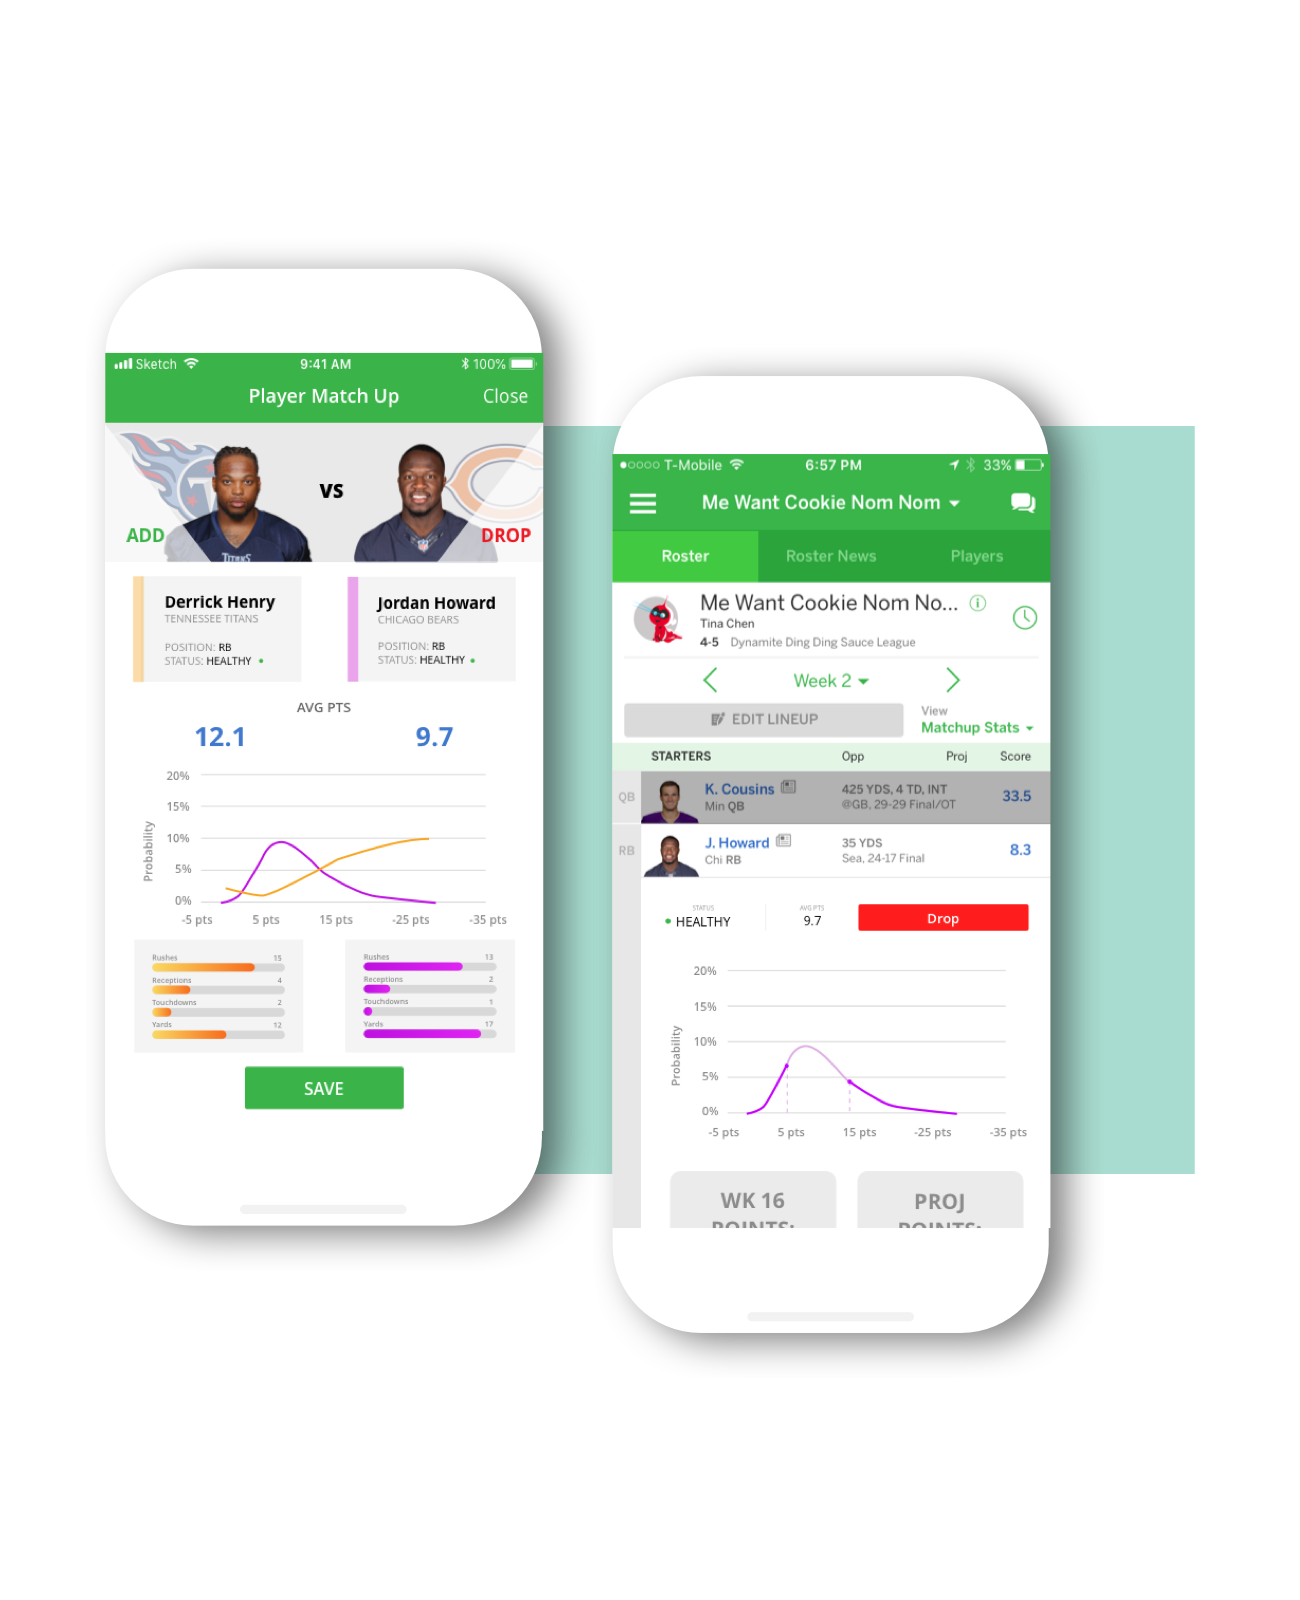 Sketch 9:41 AM 100%
Player Match Up Close
VS
ADD DROP
TITANS
Derrick Henry
TENNESSEE TITANS
POSITION: RB
STATUS: HEALTHY
Jordan Howard
CHICAGO BEARS
POSITION: RB
STATUS: HEALTHY
AVG PTS
12.1 9.7
20%
15%
10%
5%
0%
Probability
-5 pts 5 pts 15 pts -25 pts -35 pts
Rushes 15
Receptions 4
Touchdowns 2
Yards 12
Rushes 13
Receptions 2
Touchdowns 1
Yards 17
SAVE
T-Mobile 6:57 PM 33%
Me Want Cookie Nom Nom
Roster Roster News Players
Me Want Cookie Nom No...
Tina Chen
4-5 Dynamite Ding Ding Sauce League
Week 2
EDIT LINEUP
View
Matchup Stats
STARTERS Opp Proj Score
QB
K. Cousins
Min QB
425 YDS, 4 TD, INT
@GB, 29-29 Final/OT
33.5
RB
J. Howard
Chi RB
35 YDS
Sea, 24-17 Final
8.3
STATUS
HEALTHY
AVG PTS
9.7
Drop
20%
15%
10%
5%
0%
Probability
-5 pts 5 pts 15 pts -25 pts -35 pts
WK 16
POINTS:
PROJ
POINTS: